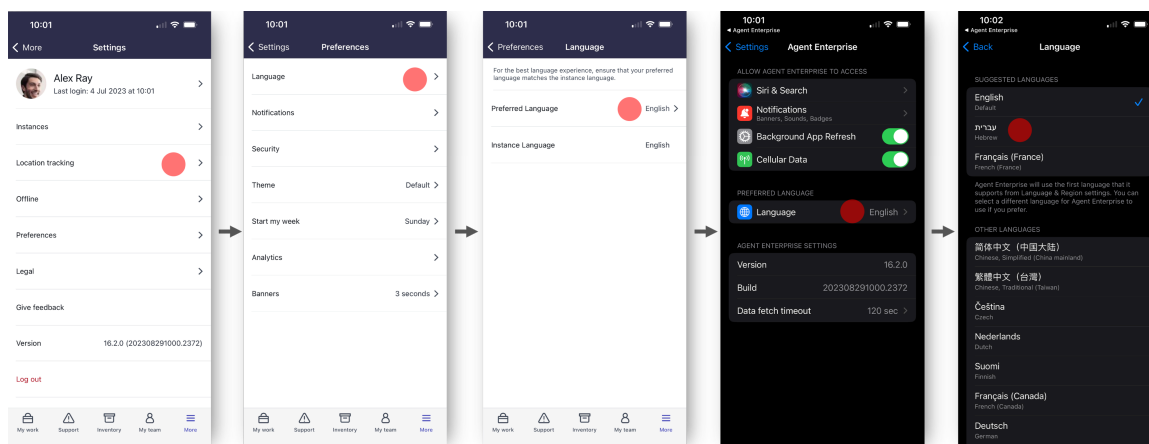 10:01
More
Settings
Alex Ray
Last login: 4 Jul 2023 at 10:01
Instances
Location tracking
Offline
Preferences
Legal
Give feedback
Version 16.2.0 (202308291000.2372)
Log out
My work Support Inventory My team More
10:01
Settings
Preferences
Language
Notifications
Security
Theme Default
Start my week Sunday
Analytics
Banners 3 seconds
My work Support Inventory My team More
10:01
Preferences
Language
For the best language experience, ensure that your preferred
language matches the instance language.
Preferred Language English
Instance Language English
My work Support Inventory My team More
10:01
Agent Enterprise
Settings
Agent Enterprise
ALLOW AGENT ENTERPRISE TO ACCESS
Siri & Search
Notifications
Banners, Sounds, Badges
Background App Refresh
Cellular Data
PREFERRED LANGUAGE
Language English
AGENT ENTERPRISE SETTINGS
Version 16.2.0
Build 202308291000.2372
Data fetch timeout 120 sec
10:02
Agent Enterprise
Back
Language
SUGGESTED LANGUAGES
English
Default
עברית
Hebrew
Français (France)
French (France)
Agent Enterprise will use the first language that it
supports from Language & Region settings. You can
select a different language for Agent Enterprise to
use if you prefer.
OTHER LANGUAGES
简体中文（中国大陆）
Chinese, Simplified (China mainland)
繁體中文（台灣）
Chinese, Traditional (Taiwan)
Čeština
Czech
Nederlands
Dutch
Suomi
Finnish
Français (Canada)
French (Canada)
Deutsch
German